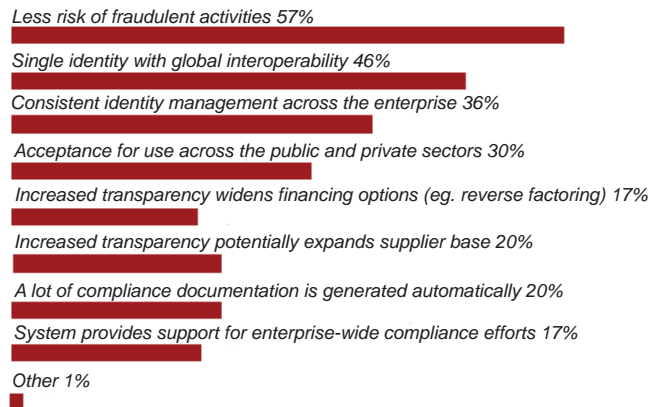 Less risk of fraudulent activities 57%
Single identity with global interoperability 46%
Consistent identity management across the enterprise 36%
Acceptance for use across the public and private sectors 30%
Increased transparency widens financing options (eg. reverse factoring) 17%
Increased transparency potentially expands supplier base 20%
A lot of compliance documentation is generated automatically 20%
System provides support for enterprise-wide compliance efforts 17%
Other 1%